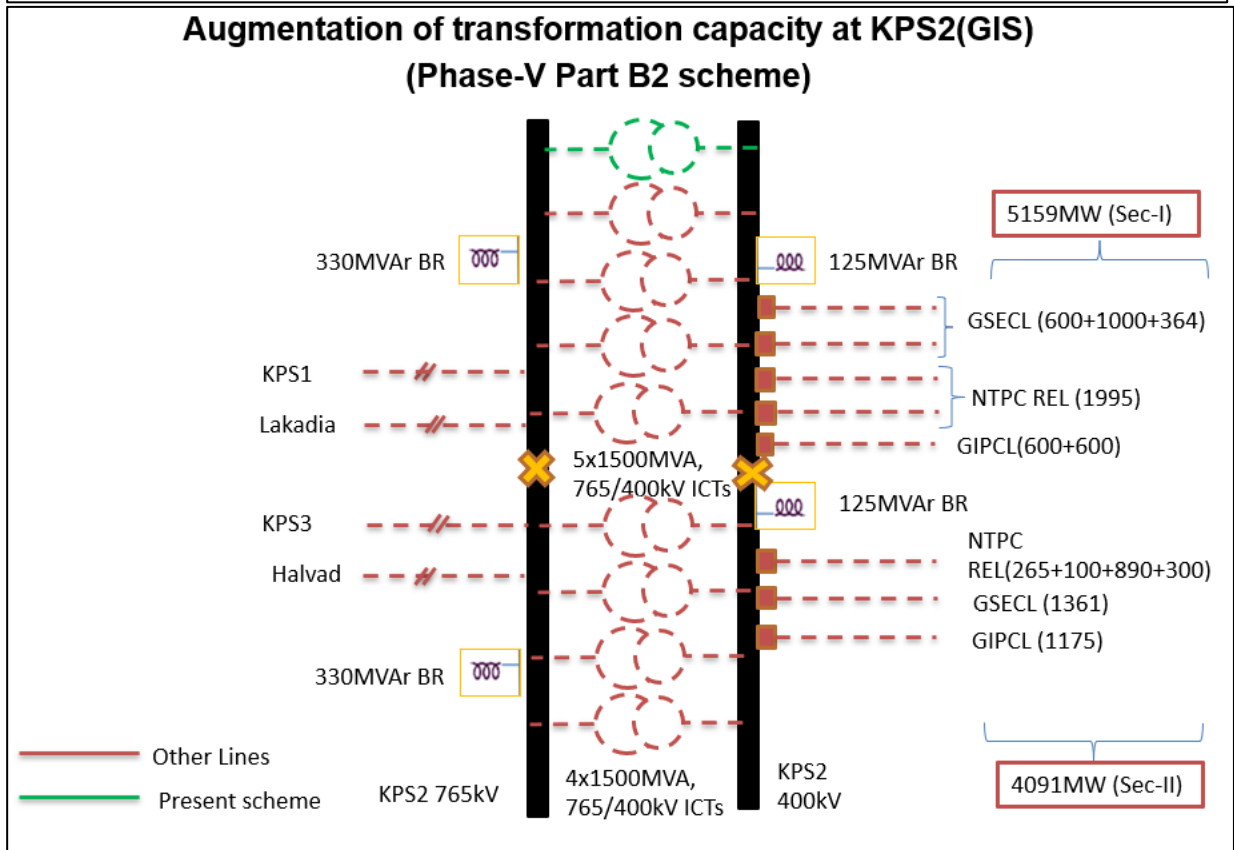 Augmentation of transformation capacity at KPS2(GIS)
(Phase-V Part B2 scheme)
5159MW (Sec-I)
330MVAr BR
125MVAr BR
GSECL (600+1000+364)
KPS1
NTPC REL (1995)
Lakadia
GIPCL(600+600)
5x1500MVA,
765/400kV ICTs
125MVAr BR
KPS3
NTPC
REL(265+100+890+300)
Halvad
GSECL (1361)
GIPCL (1175)
330MVAr BR
Other Lines
Present scheme
KPS2 765kV
4x1500MVA,
765/400kV ICTs
KPS2
400kV
4091MW (Sec-II)